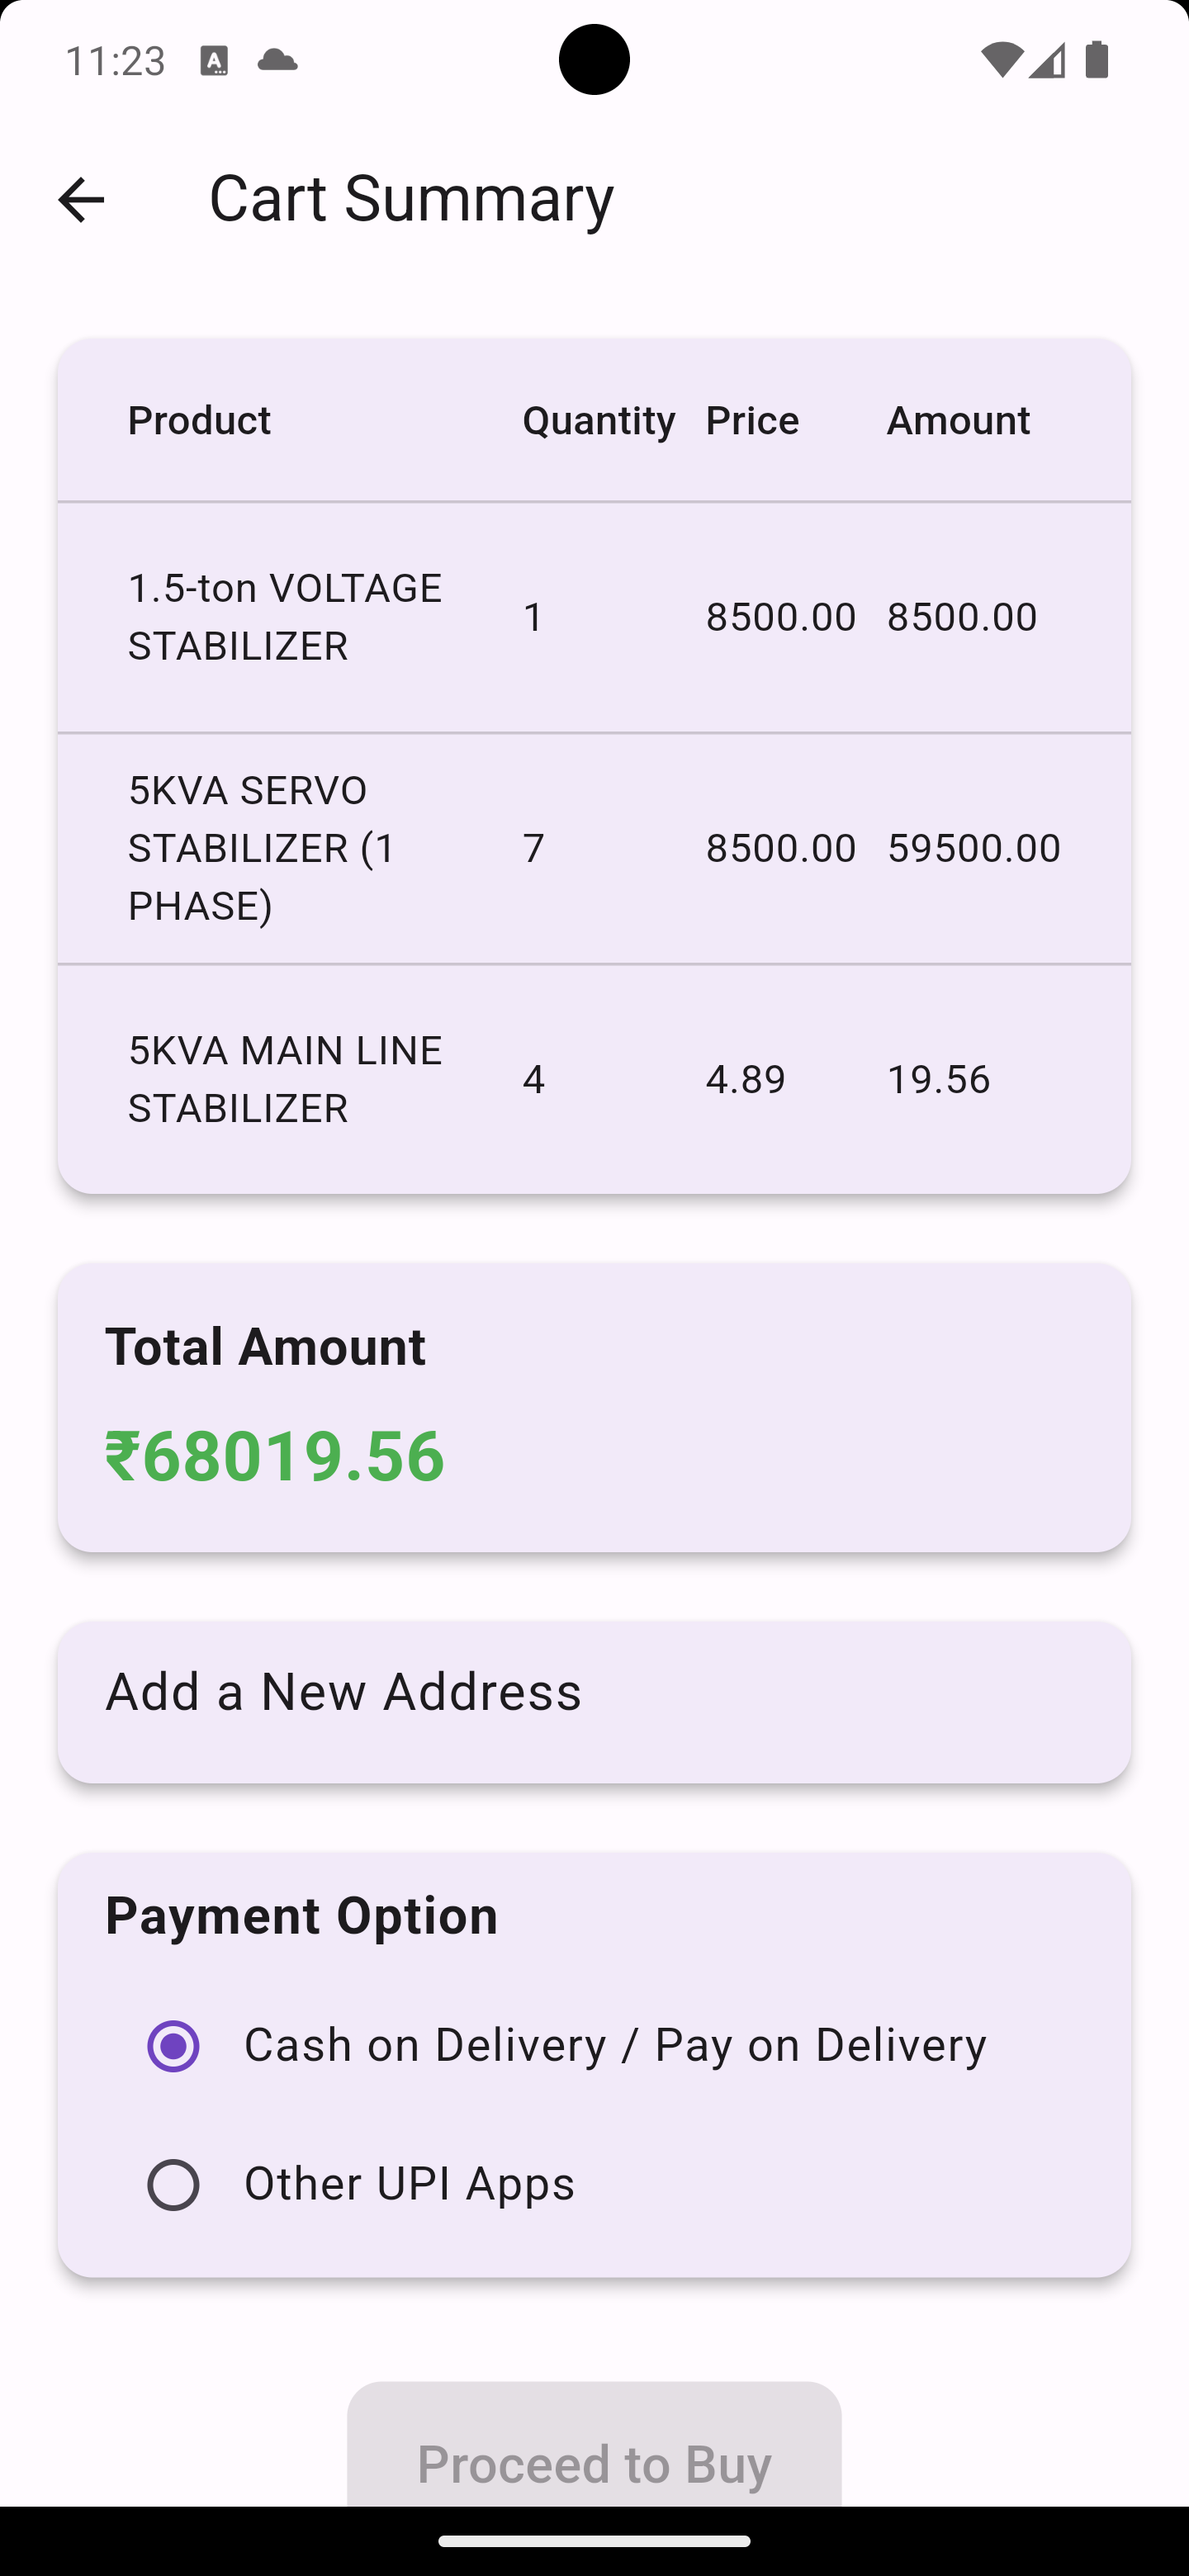 11:23
Cart Summary
Product Quantity Price Amount
1.5-ton VOLTAGE
STABILIZER
1 8500.00 8500.00
5KVA SERVO
STABILIZER (1
PHASE)
7 8500.00 59500.00
5KVA MAIN LINE
STABILIZER
4 4.89 19.56
Total Amount
₹68019.56
Add a New Address
Payment Option
Cash on Delivery / Pay on Delivery
Other UPI Apps
Proceed to Buy